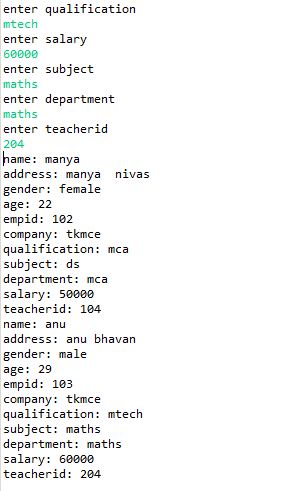 enter qualification
mtech
enter salary
60000
enter subject
maths
enter department
maths
enter teacherid
204
name: manya
address: manya  nivas
gender: female
age: 22
empid: 102
company: tkmce
qualification: mca
subject: ds
department: mca
salary: 50000
teacherid: 104
name: anu
address: anu bhavan
gender: male
age: 29
empid: 103
company: tkmce
qualification: mtech
subject: maths
department: maths
salary: 60000
teacherid: 204